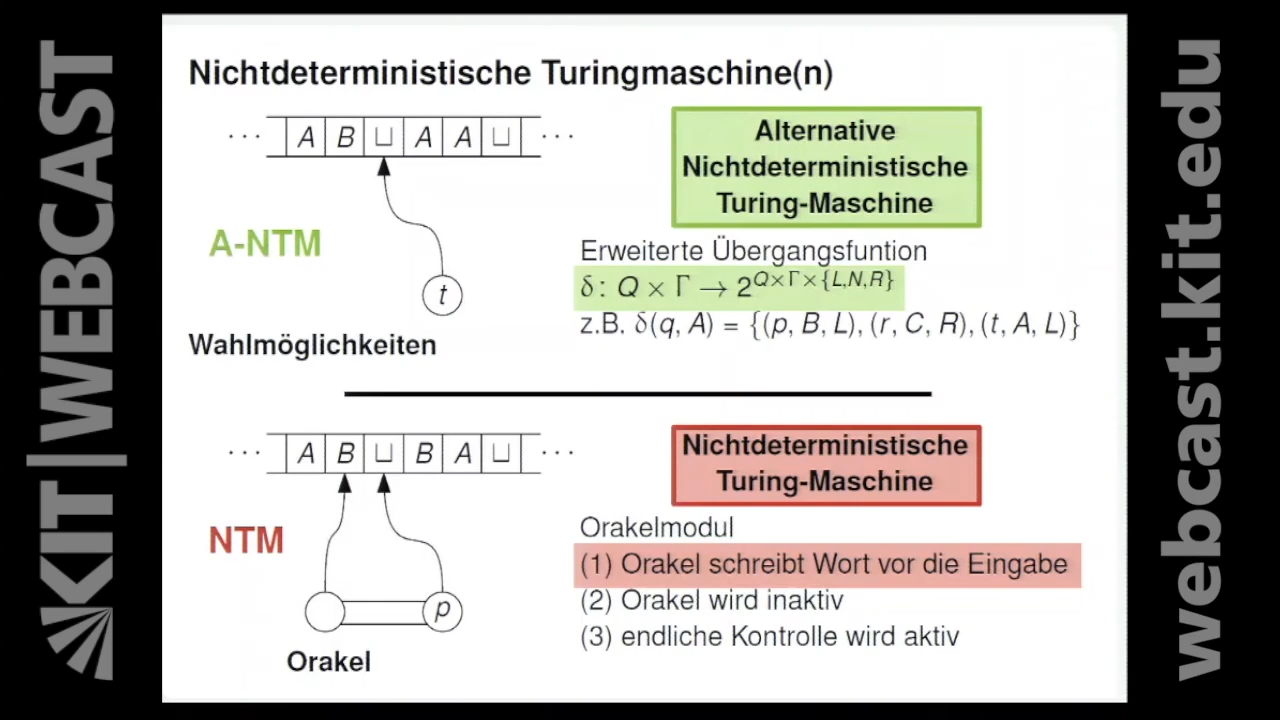 KIT|WEBCAST
Nichtdeterministische Turingmaschine(n)
··· A B ⊔ A A ⊔ ···
A-NTM
t
Wahlmöglichkeiten
Alternative
Nichtdeterministische
Turing-Maschine
Erweiterte Übergangsfuntion
δ: Q × Γ → 2^{Q×Γ×{L,N,R}}
z.B. δ(q, A) = {(p, B, L), (r, C, R), (t, A, L)}
··· A B ⊔ B A ⊔ ···
NTM
p
Orakel
Nichtdeterministische
Turing-Maschine
Orakelmodul
(1) Orakel schreibt Wort vor die Eingabe
(2) Orakel wird inaktiv
(3) endliche Kontrolle wird aktiv
webcast.kit.edu